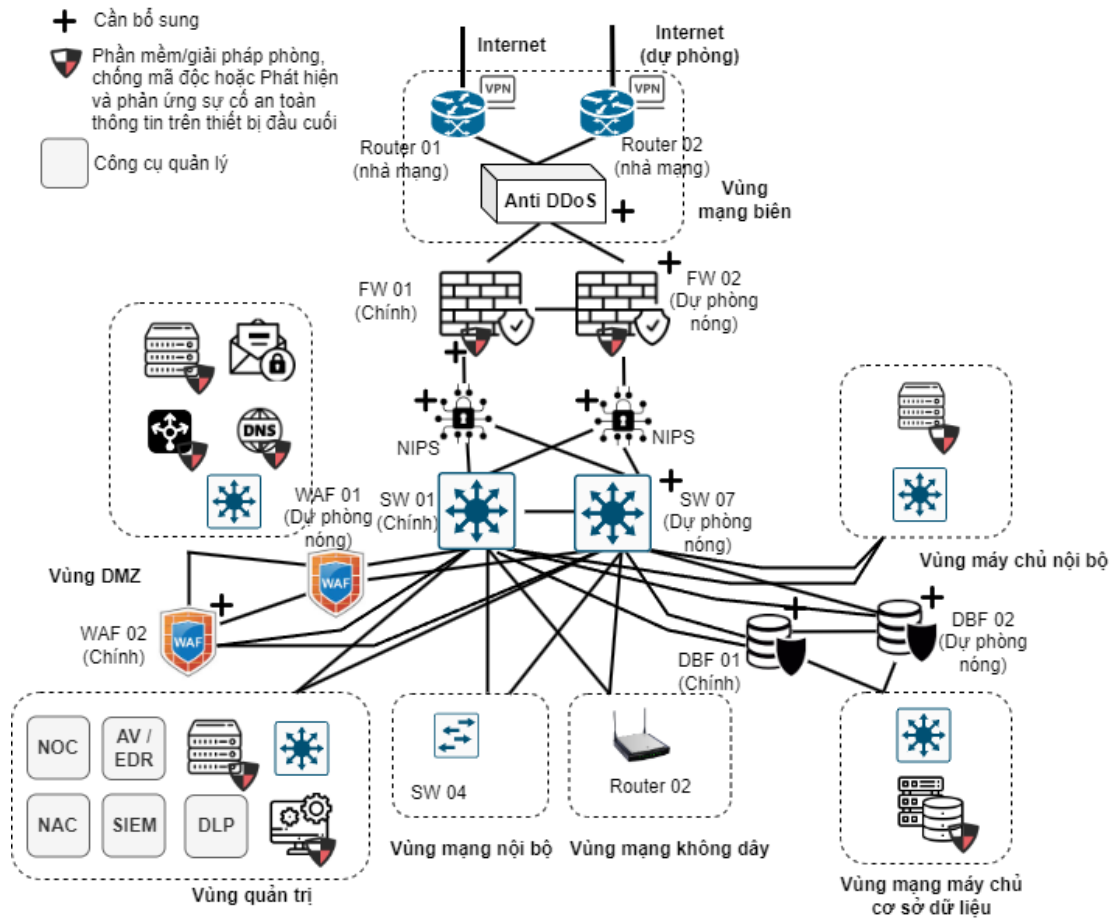 Cần bổ sung
Phần mềm/giải pháp phòng,
chống mã độc hoặc Phát hiện
và phản ứng sự cố an toàn
thông tin trên thiết bị đầu cuối
Công cụ quản lý
Internet
Internet
(dự phòng)
VPN
VPN
Router 01
(nhà mạng)
Router 02
(nhà mạng)
Anti DDoS
Vùng
mạng biên
FW 01
(Chính)
FW 02
(Dự phòng
nóng)
NIPS
NIPS
DNS
WAF 01
(Dự phòng
nóng)
SW 01
(Chính)
SW 07
(Dự phòng
nóng)
Vùng máy chủ nội bộ
Vùng DMZ
WAF
WAF
WAF 02
(Chính)
DBF 01
(Chính)
DBF 02
(Dự phòng
nóng)
NOC
AV /
EDR
NAC
SIEM
DLP
SW 04
Router 02
Vùng quản trị
Vùng mạng nội bộ
Vùng mạng không dây
Vùng mạng máy chủ
cơ sở dữ liệu